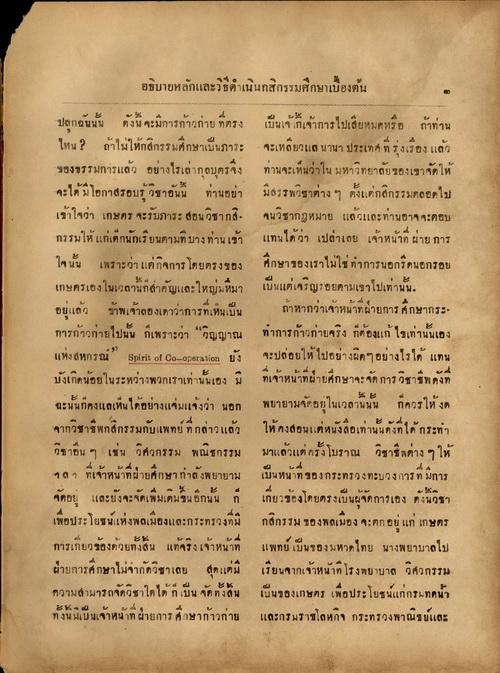 อธิบายหลักและวิธีดำเนินกสิกรรมศึกษาเบื้องต้น ๓
ปลุกฉันนั้น ดังนี้จะมีการก้าวก่ายที่ตรง
ไหน? ถ้าไม่ให้กสิกรรมศึกษาเป็นภาระ
ของธรรมการแล้ว อย่างไรเล่ากุลบุตรจึง
จะได้มีโอกาสรอบรู้วิชาอันนี้ ท่านอย่า
เข้าใจว่า เกษตรจะรับภาระสอนวิชากสิ-
กรรมให้แก่เด็กนักเรียนตามที่บางท่านเข้า
ใจนั้น เพราะว่าแต่กิจการโดยตรงของ
เกษตรเองในเวลานี้ก็สำคัญและใหญ่มหึมา
อยู่แล้ว ข้าพเจ้าลองเดาว่าการที่เห็นเป็น
การก้าวก่ายไปนั้น ก็เพราะว่า “วิญญาณ
แห่งสหกรณ์” Spirit of Co-operation ยัง
บังเกิดน้อยในระหว่างพวกเราเท่านั้นเอง มิ
ฉะนั้นก็คงแลเห็นได้อย่างแจ่มแจ้งว่า นอก
จากวิชาชีพกสิกรรมกับแพทย์ที่กล่าวแล้ว
วิชาอื่นๆ เช่น วิศวกรรม พณิชกรรม
ฯลฯ ที่เจ้าหน้าที่ฝ่ายศึกษากำลังพยายาม
จัดอยู่ และยังจะจัดเพิ่มเติมขึ้นอีกนั้น ก็
เพื่อประโยชน์แห่งพลเมืองและกระทรวงที่มี
การเกี่ยวข้องด้วยทั้งสิ้น แท้จริงเจ้าหน้าที่
ฝ่ายการศึกษาไม่จำกัดวิชาเลย สุดแต่มี
ความสามารถจัดวิชาใดได้ ก็เป็นจัดทั้งสิ้น
ทั้งนี้มิเป็นเจ้าหน้าที่ฝ่ายการศึกษาก้าวก่าย
เป็นเจ้ากี้เจ้าการไปเสียหมดหรือ ถ้าท่าน
จะเหลียวแลนานาประเทศที่รุ่งเรืองแล้ว
ท่านจะเห็นว่าในมหาวิทยาลัยของเขาจัดให้
มีสรรพวิชาต่างๆ ตั้งแต่กสิกรรมตลอดไป
จนวิชากฎหมาย แล้วและท่านอาจจะตอบ
แทนได้ว่า เปล่าเลย เจ้าหน้าที่ฝ่ายการ
ศึกษาของเราไม่ใช่ทำการนอกรีตนอกรอย
เป็นแต่เจริญรอยตามเขาไปเท่านั้น.
ถ้าหากว่าเจ้าหน้าที่ฝ่ายการศึกษากระ-
ทำการก้าวก่ายจริง ก็ต้องแก้ไขเท่านั้นเอง
จะปล่อยให้ไปอย่างผิดๆอย่างไรได้ แทน
ที่เจ้าหน้าที่ฝ่ายศึกษาจะจัดการวิชาชีพดังที่
พยายามจัดอยู่ในเวลานี้นั้น ก็ควรให้งด
ให้คงสอนแต่หนังสือเท่านั้นดังที่ได้กระทำ
มาแล้วแต่ครั้งโบราณ วิชาชีพต่างๆให้
เป็นหน้าที่ของกระทรวงทะบวงการที่มีการ
เกี่ยวข้องโดยตรงเป็นผู้จัดการเอง ดังนี้วิชา
กสิกรรมของพลเมือง จะตกอยู่แก่เกษตร
แพทย์เป็นของมหาดไทย นางพยาบาลไป
เรียนจากเจ้าหน้าที่โรงพยาบาล วิศวกรรม
เป็นของเกษตร เพื่อประโยชน์แก่กรมทดน้ำ
และกรมราชโลหกิจ กระทรวงพาณิชย์และ